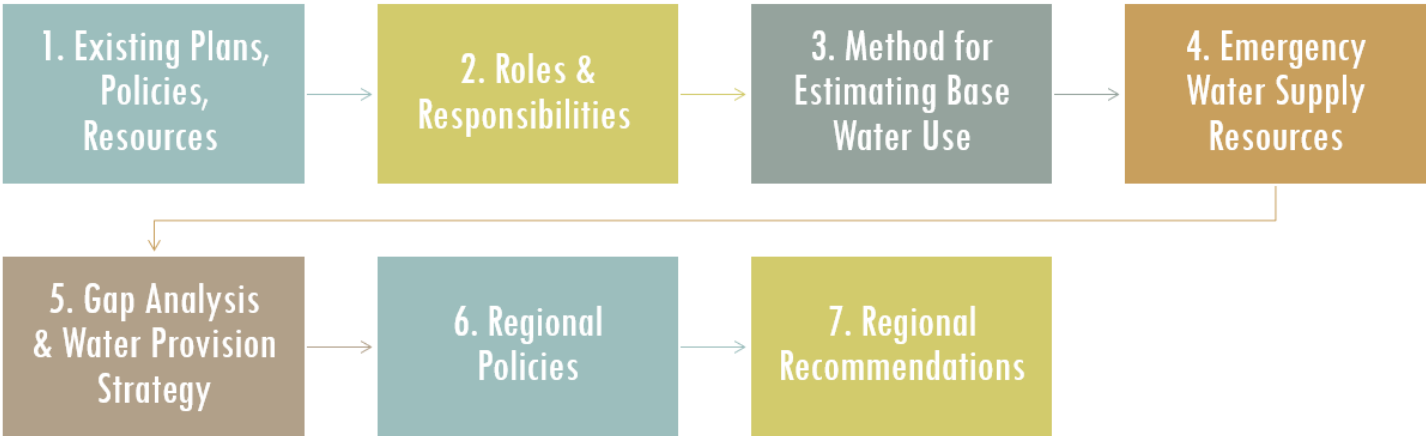 1. Existing Plans,
Policies,
Resources
2. Roles &
Responsibilities
3. Method for
Estimating Base
Water Use
4. Emergency
Water Supply
Resources
5. Gap Analysis
& Water Provision
Strategy
6. Regional
Policies
7. Regional
Recommendations